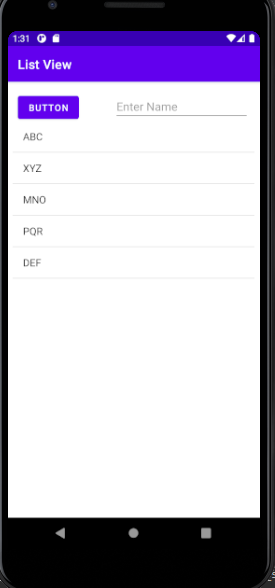 1:31
List View
BUTTON Enter Name
ABC
XYZ
MNO
PQR
DEF